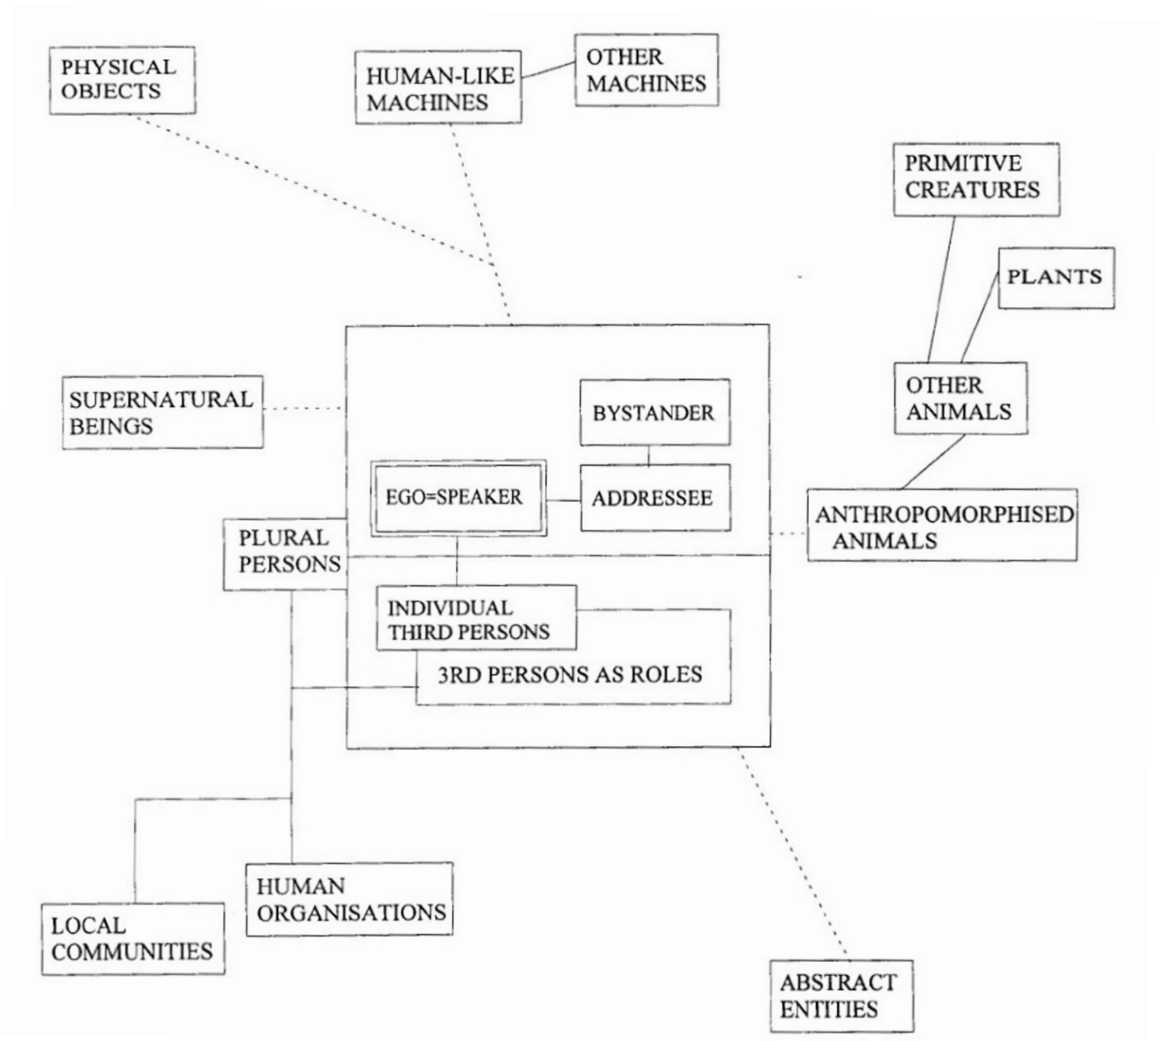 PHYSICAL
OBJECTS
HUMAN-LIKE
MACHINES
OTHER
MACHINES
PRIMITIVE
CREATURES
PLANTS
SUPERNATURAL
BEINGS
BYSTANDER
OTHER
ANIMALS
EGO=SPEAKER
ADDRESSEE
ANTHROPOMORPHISED
ANIMALS
PLURAL
PERSONS
INDIVIDUAL
THIRD PERSONS
3RD PERSONS AS ROLES
HUMAN
ORGANISATIONS
LOCAL
COMMUNITIES
ABSTRACT
ENTITIES